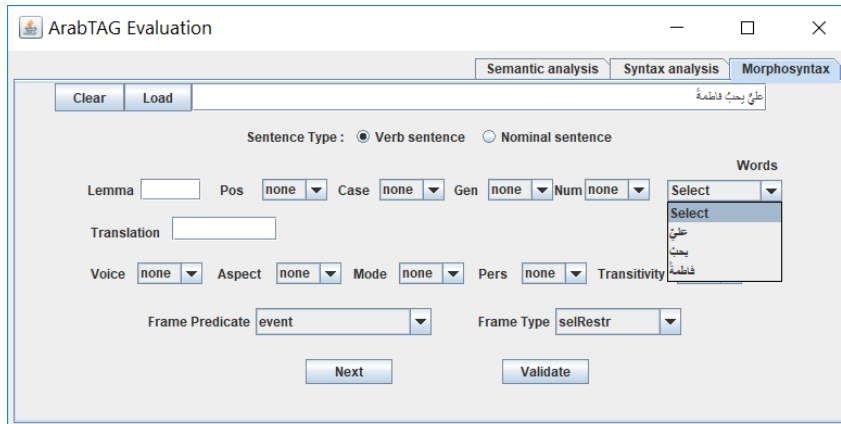 ArabTAG Evaluation
Semantic analysis Syntax analysis Morphosyntax
Clear Load عليٌ يحبُ فاطمةً
Sentence Type : Verb sentence Nominal sentence
Words
Lemma Pos none Case none Gen none Num none Select
Select
عليٌ
يحبُ
فاطمةً
Translation
Voice none Aspect none Mode none Pers none Transitivity
Frame Predicate event Frame Type selRestr
Next Validate